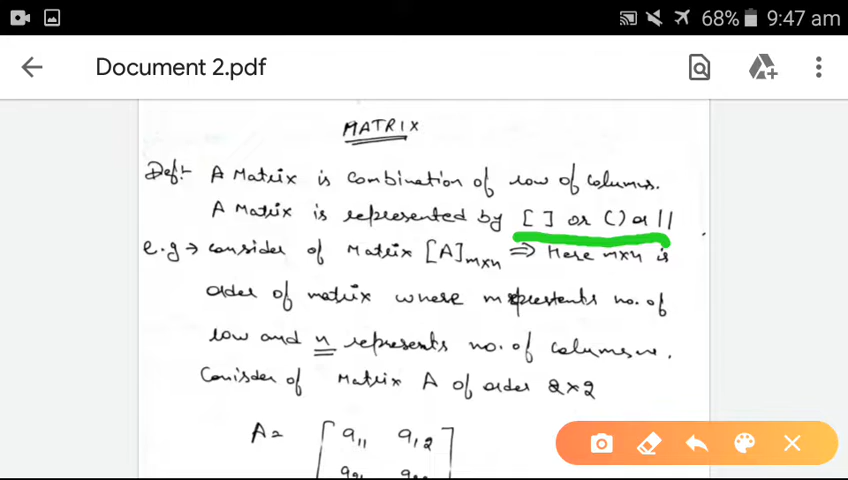 68% 9:47 am
Document 2.pdf
MATRIX
Def:- A Matrix is combination of row of columns.
A Matrix is represented by [ ] or ( ) or ||
e.g → consider of Matrix [A]m×n ⇒ Here m×n is
order of matrix where m represtents no. of
row and n represents no. of columns
Conisder of Matrix A of order 2×2
A= [ a11 a12 ]